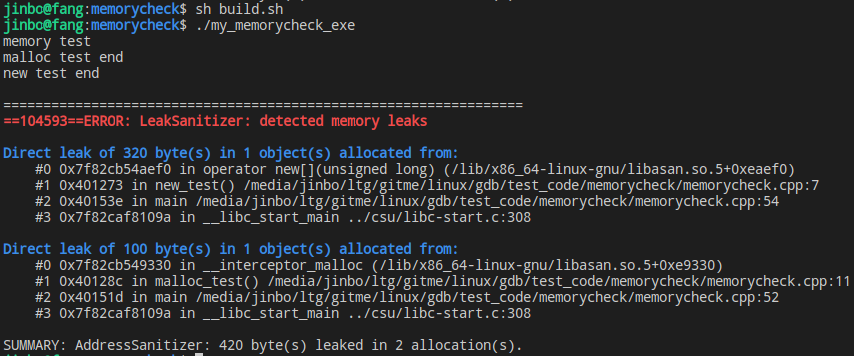 jinbo@fang:memorycheck$ sh build.sh
jinbo@fang:memorycheck$ ./my_memorycheck_exe
memory test
malloc test end
new test end
=================================================================
==104593==ERROR: LeakSanitizer: detected memory leaks
Direct leak of 320 byte(s) in 1 object(s) allocated from:
#0 0x7f82cb54aef0 in operator new[](unsigned long) (/lib/x86_64-linux-gnu/libasan.so.5+0xeaef0)
#1 0x401273 in new_test() /media/jinbo/ltg/gitme/linux/gdb/test_code/memorycheck/memorycheck.cpp:7
#2 0x40153e in main /media/jinbo/ltg/gitme/linux/gdb/test_code/memorycheck/memorycheck.cpp:54
#3 0x7f82caf8109a in __libc_start_main ../csu/libc-start.c:308
Direct leak of 100 byte(s) in 1 object(s) allocated from:
#0 0x7f82cb549330 in __interceptor_malloc (/lib/x86_64-linux-gnu/libasan.so.5+0xe9330)
#1 0x40128c in malloc_test() /media/jinbo/ltg/gitme/linux/gdb/test_code/memorycheck/memorycheck.cpp:11
#2 0x40151d in main /media/jinbo/ltg/gitme/linux/gdb/test_code/memorycheck/memorycheck.cpp:52
#3 0x7f82caf8109a in __libc_start_main ../csu/libc-start.c:308
SUMMARY: AddressSanitizer: 420 byte(s) leaked in 2 allocation(s).